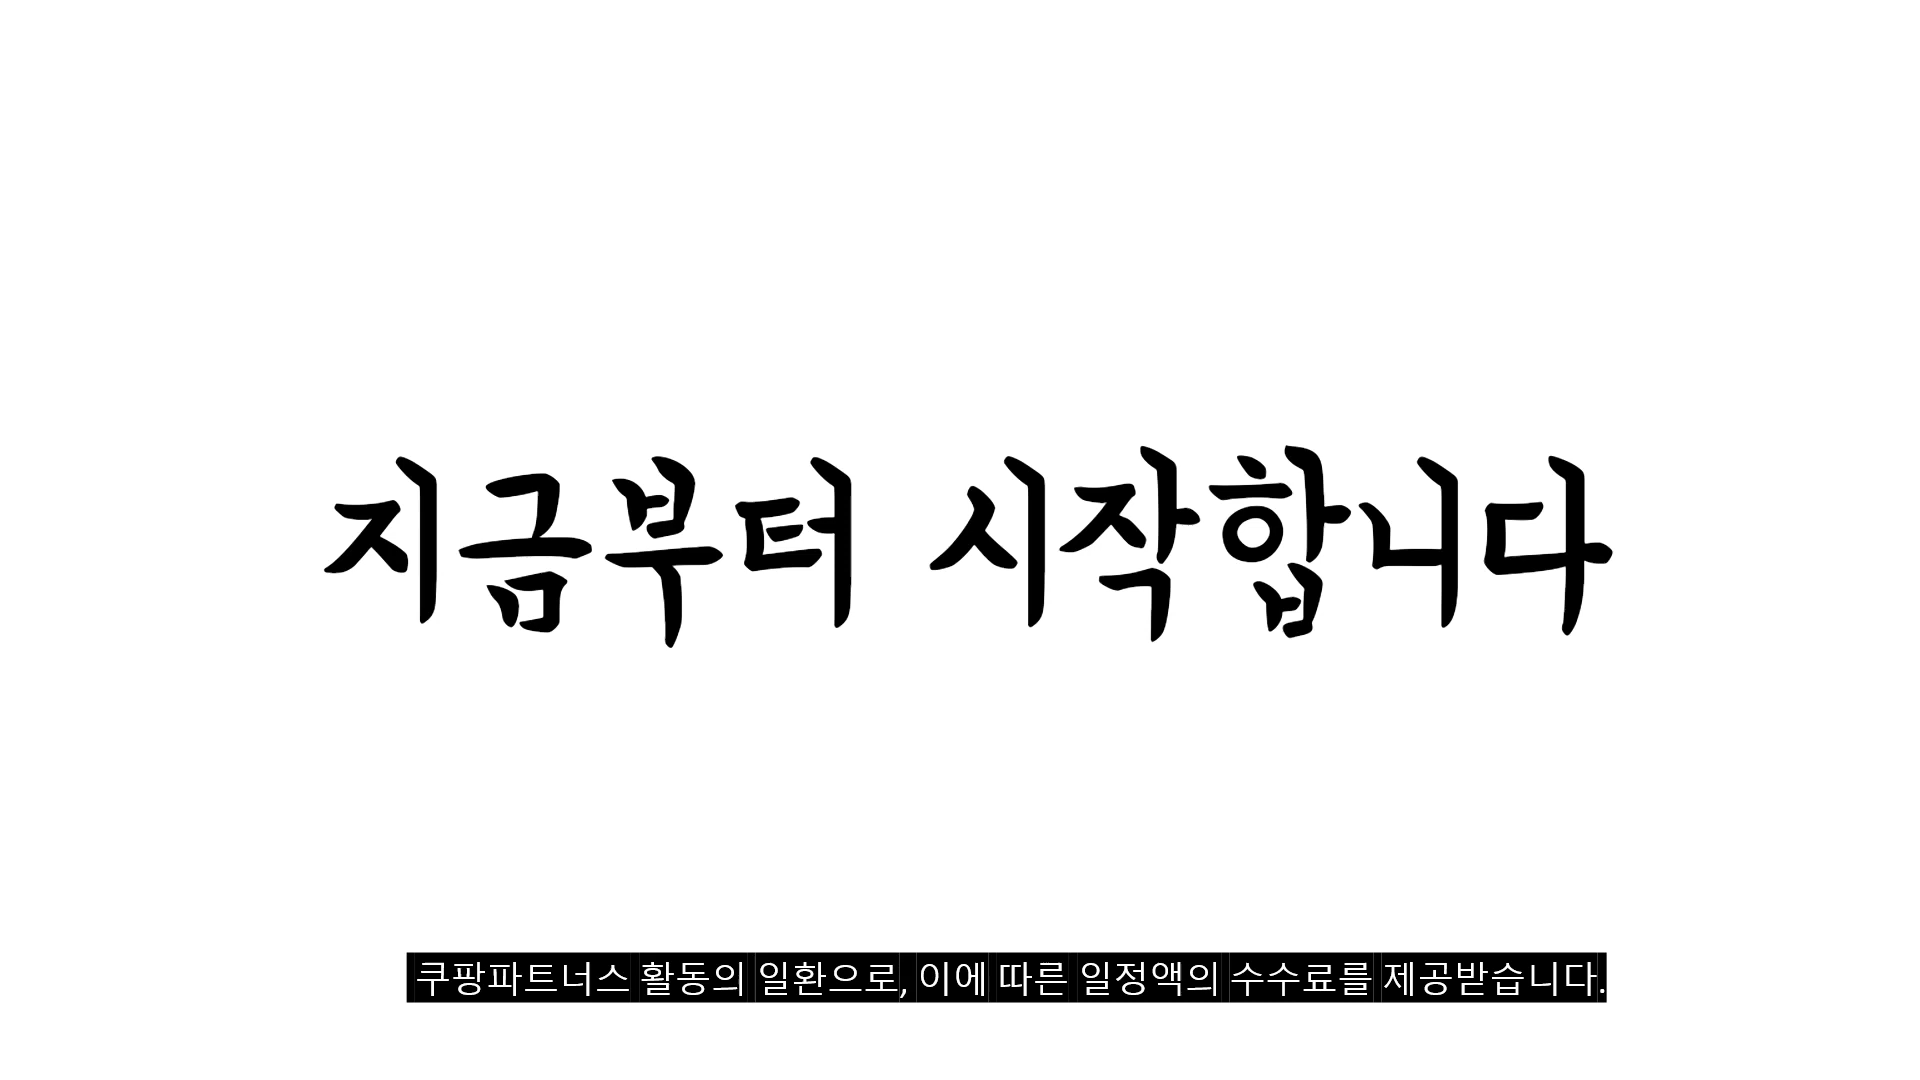 지금부터 시작합니다
쿠팡파트너스 활동의 일환으로, 이에 따른 일정액의 수수료를 제공받습니다.